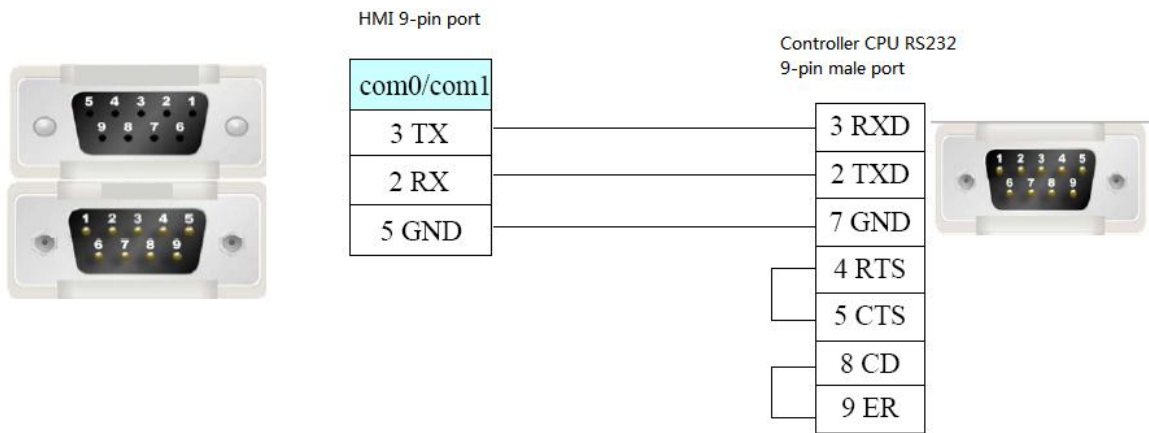 HMI 9-pin port
Controller CPU RS232
9-pin male port
5 4 3 2 1
9 8 7 6
1 2 3 4 5
6 7 8 9
com0/com1
3 TX
2 RX
5 GND
3 RXD
2 TXD
7 GND
4 RTS
5 CTS
8 CD
9 ER
1 2 3 4 5
6 7 8 9